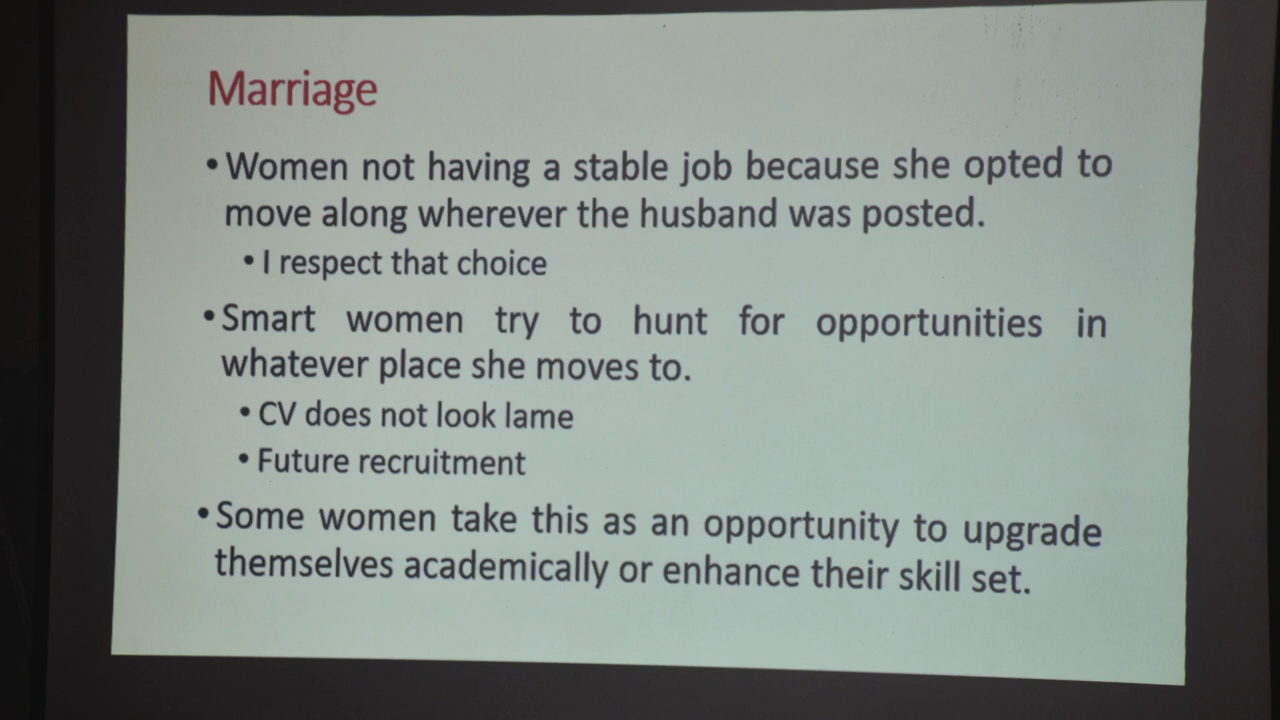 Marriage
• Women not having a stable job because she opted to
move along wherever the husband was posted.
• I respect that choice
• Smart women try to hunt for opportunities in
whatever place she moves to.
• CV does not look lame
• Future recruitment
• Some women take this as an opportunity to upgrade
themselves academically or enhance their skill set.